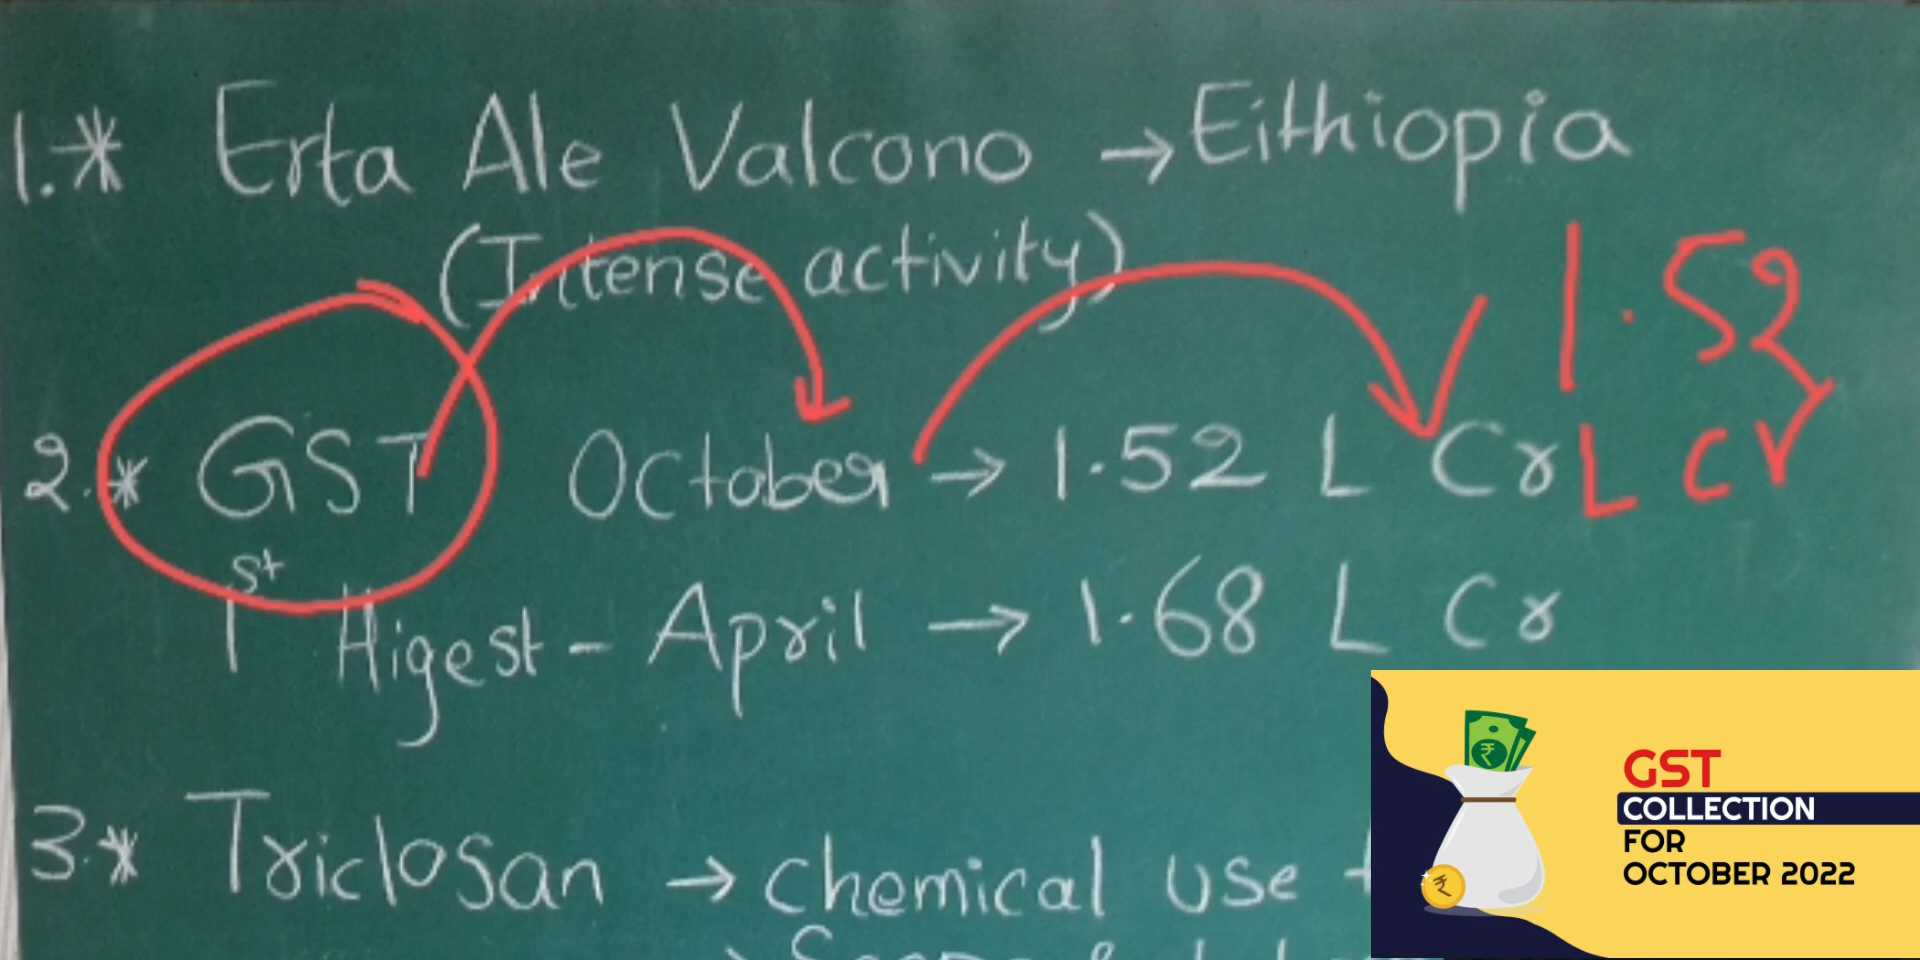 1.* Erta Ale Valcono → Eithiopia
(Intense activity)
1.52
L Cr
2.* GST October → 1.52 L Cr
1st Higest - April → 1.68 L Cr
3.* Triclosan → chemical use
GST
COLLECTION
FOR
OCTOBER 2022